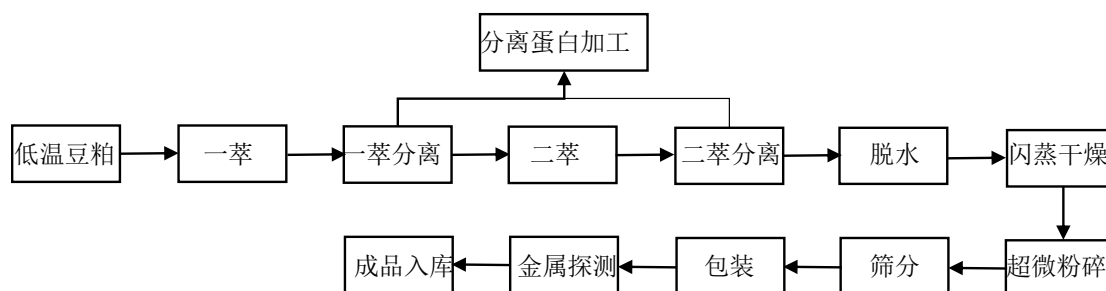 分离蛋白加工
低温豆粕
一萃
一萃分离
二萃
二萃分离
脱水
闪蒸干燥
成品入库
金属探测
包装
筛分
超微粉碎